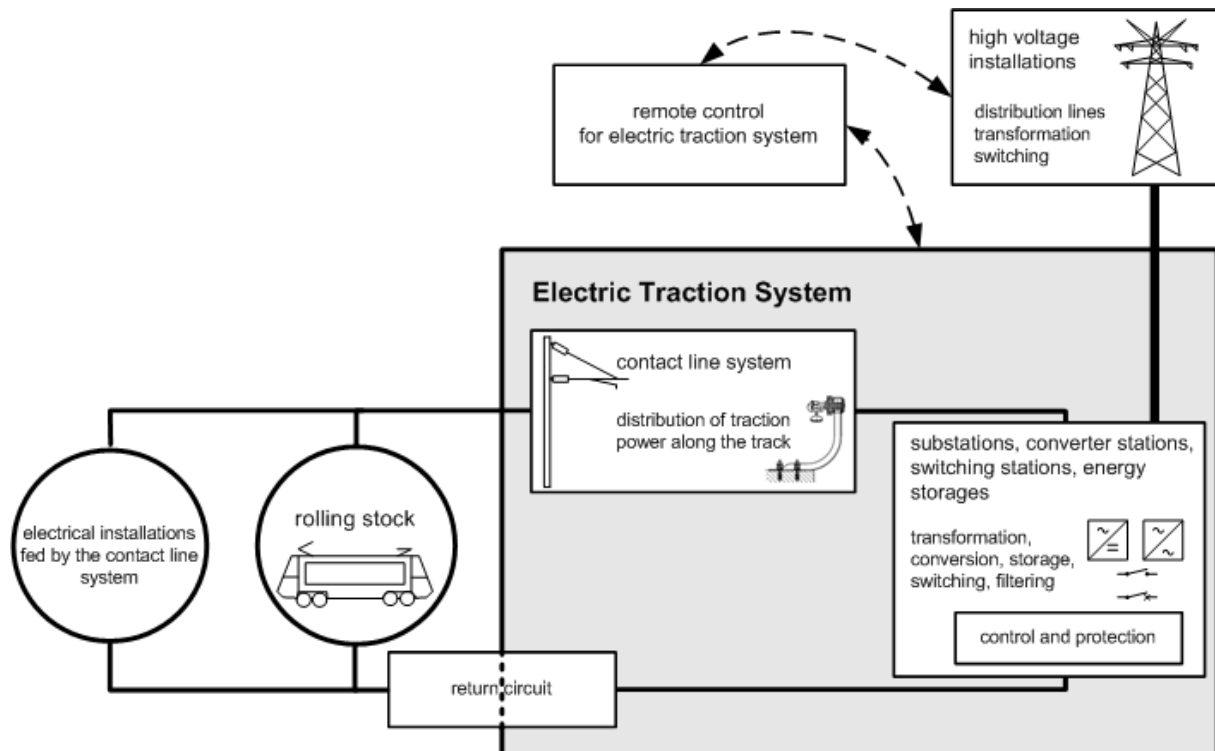 high voltage
installations
distribution lines
transformation
switching
remote control
for electric traction system
Electric Traction System
contact line system
distribution of traction
power along the track
substations, converter stations,
switching stations, energy
storages
transformation,
conversion, storage,
switching, filtering
control and protection
electrical installations
fed by the contact line
system
rolling stock
return circuit